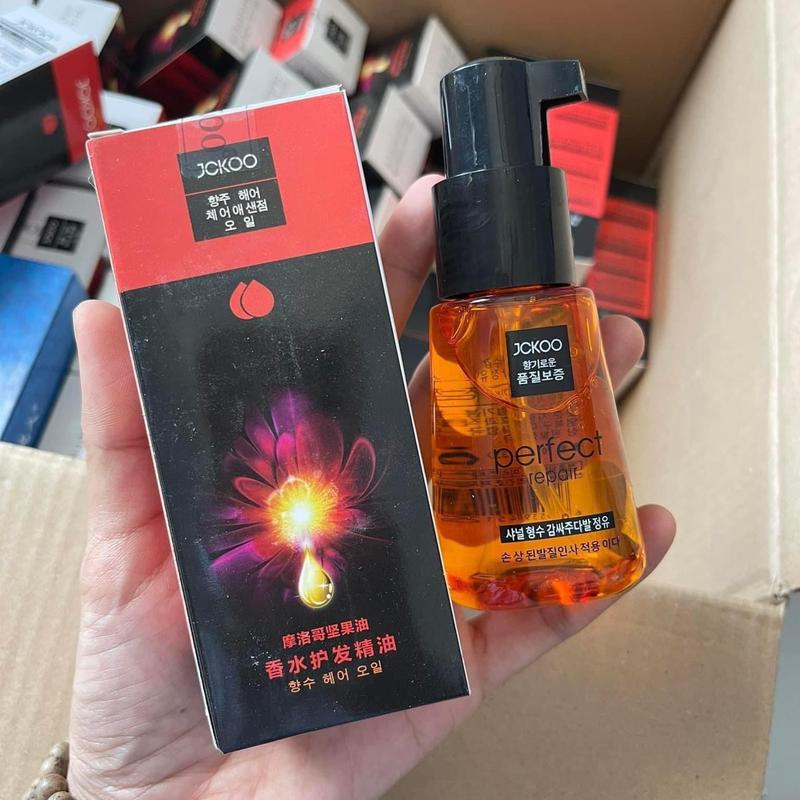 JCKOO
향주 헤어
체어애샌점
오 일
摩洛哥坚果油
香水护发精油
향수 헤어 오일
JCKOO
향기로운
품질보증
perfect
repair
샤널 형수 감싸주다발 정유
손상 된발질인사 적용 이다
JCKOO